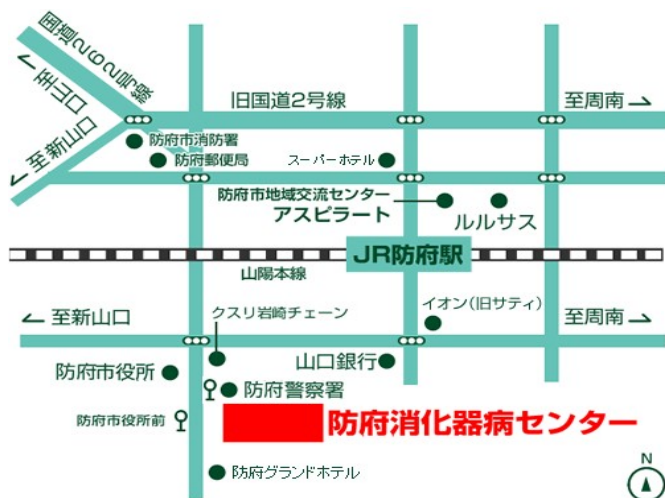 国道262号線
至山口
至新山口
旧国道2号線
至周南
防府市消防署
防府郵便局
スーパーホテル
防府市地域交流センター
アスピラート
ルルサス
JR防府駅
山陽本線
至新山口
クスリ岩崎チェーン
イオン(旧サティ)
至周南
防府市役所
山口銀行
防府警察署
防府市役所前
防府消化器病センター
防府グランドホテル
N